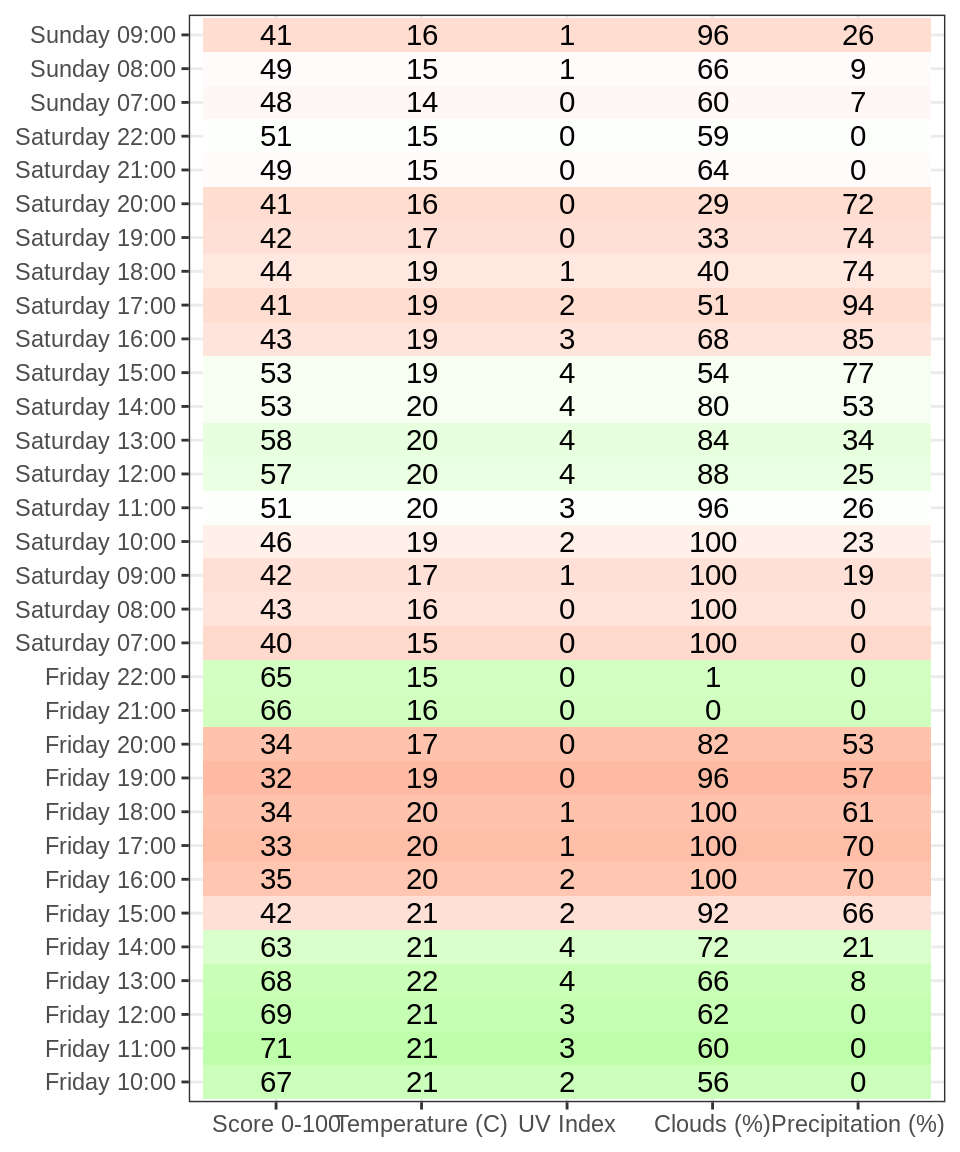 Sunday 09:00 41 16 1 96 26
Sunday 08:00 49 15 1 66 9
Sunday 07:00 48 14 0 60 7
Saturday 22:00 51 15 0 59 0
Saturday 21:00 49 15 0 64 0
Saturday 20:00 41 16 0 29 72
Saturday 19:00 42 17 0 33 74
Saturday 18:00 44 19 1 40 74
Saturday 17:00 41 19 2 51 94
Saturday 16:00 43 19 3 68 85
Saturday 15:00 53 19 4 54 77
Saturday 14:00 53 20 4 80 53
Saturday 13:00 58 20 4 84 34
Saturday 12:00 57 20 4 88 25
Saturday 11:00 51 20 3 96 26
Saturday 10:00 46 19 2 100 23
Saturday 09:00 42 17 1 100 19
Saturday 08:00 43 16 0 100 0
Saturday 07:00 40 15 0 100 0
Friday 22:00 65 15 0 1 0
Friday 21:00 66 16 0 0 0
Friday 20:00 34 17 0 82 53
Friday 19:00 32 19 0 96 57
Friday 18:00 34 20 1 100 61
Friday 17:00 33 20 1 100 70
Friday 16:00 35 20 2 100 70
Friday 15:00 42 21 2 92 66
Friday 14:00 63 21 4 72 21
Friday 13:00 68 22 4 66 8
Friday 12:00 69 21 3 62 0
Friday 11:00 71 21 3 60 0
Friday 10:00 67 21 2 56 0
Score 0-100 Temperature (C) UV Index Clouds (%) Precipitation (%)